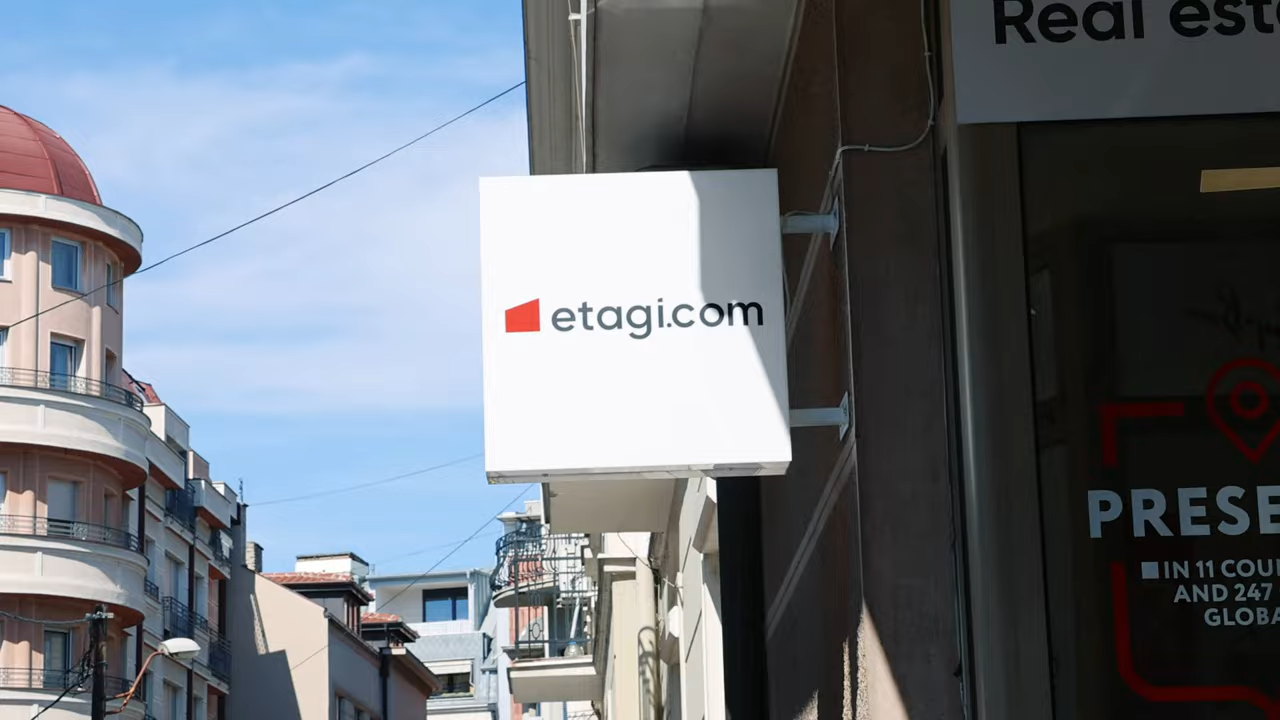 Real est
etagi.com
PRESE
IN 11 COU
AND 247
GLOBA